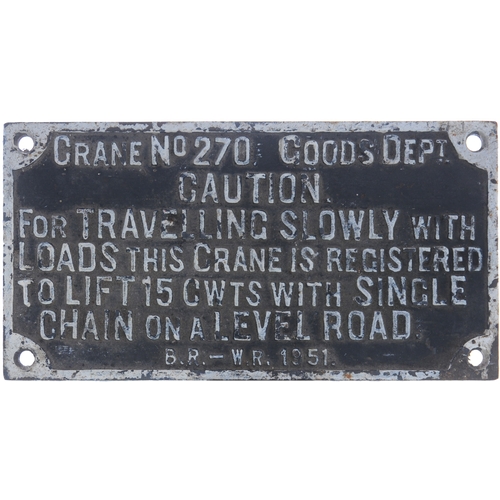 CRANE NO 270. GOODS DEPT
CAUTION.
FOR TRAVELLING SLOWLY WITH
LOADS THIS CRANE IS REGISTERED
TO LIFT 15 CWTS WITH SINGLE
CHAIN ON A LEVEL ROAD.
B.R.–W.R. 1951.